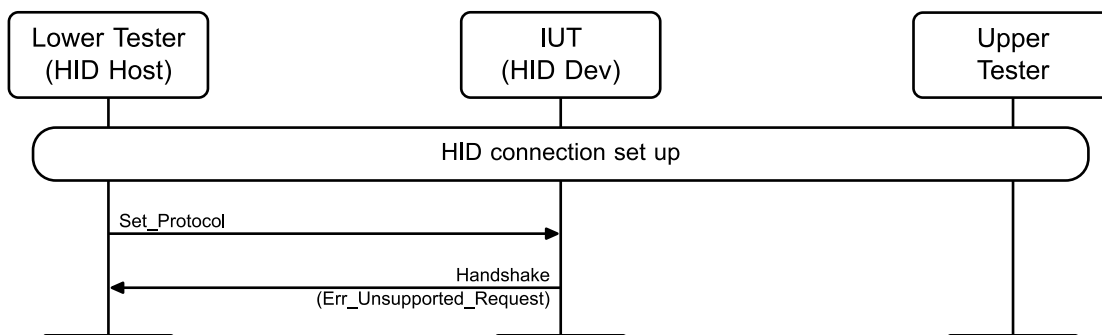 Lower Tester
(HID Host)
IUT
(HID Dev)
Upper
Tester
HID connection set up
Set_Protocol
Handshake
(Err_Unsupported_Request)